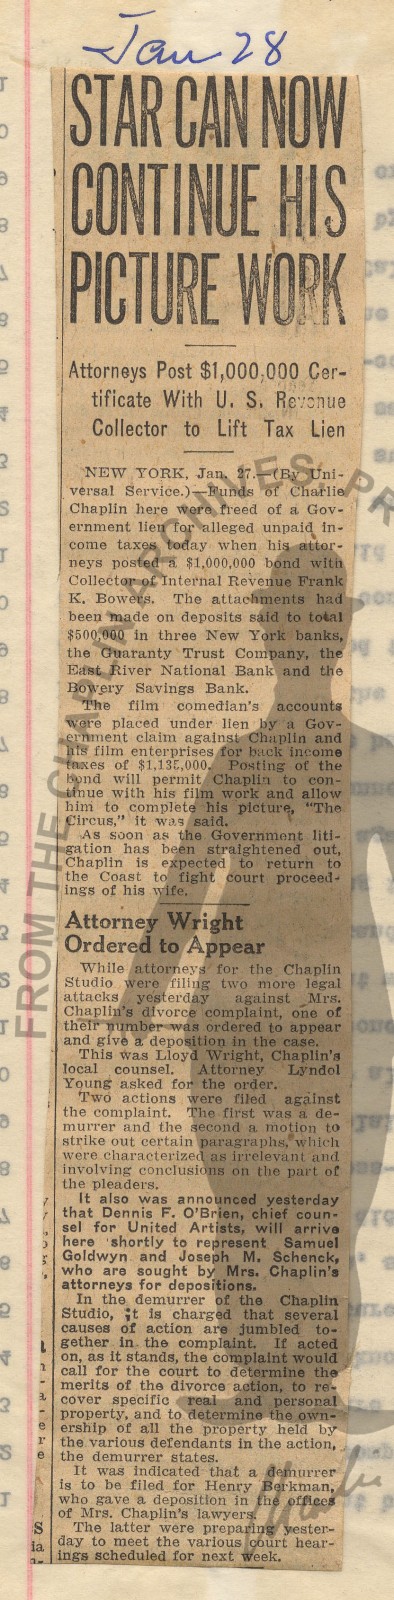 Jan 28
STAR CAN NOW
CONTINUE HIS
PICTURE WORK
Attorneys Post $1,000,000 Cer-
tificate With U. S. Revenue
Collector to Lift Tax Lien
NEW YORK, Jan. 27.—(By Uni-
versal Service.)—Funds of Charlie
Chaplin here were freed of a Gov-
ernment lien for alleged unpaid in-
come taxes today when his attor-
neys posted a $1,000,000 bond with
Collector of Internal Revenue Frank
K. Bowers. The attachments had
been made on deposits said to total
$500,000 in three New York banks,
the Guaranty Trust Company, the
East River National Bank and the
Bowery Savings Bank.
The film comedian's accounts
were placed under lien by a Gov-
ernment claim against Chaplin and
his film enterprises for back income
taxes of $1,135,000. Posting of the
bond will permit Chaplin to con-
tinue with his film work and allow
him to complete his picture, "The
Circus," it was said.
As soon as the Government liti-
gation has been straightened out,
Chaplin is expected to return to
the Coast to fight court proceed-
ings of his wife.
Attorney Wright
Ordered to Appear
While attorneys for the Chaplin
Studio were filing two more legal
attacks yesterday against Mrs.
Chaplin's divorce complaint, one of
their number was ordered to appear
and give a deposition in the case.
This was Lloyd Wright, Chaplin's
local counsel. Attorney Lyndol
Young asked for the order.
Two actions were filed against
the complaint. The first was a de-
murrer and the second a motion to
strike out certain paragraphs, which
were characterized as irrelevant and
involving conclusions on the part of
the pleaders.
It also was announced yesterday
that Dennis F. O'Brien, chief coun-
sel for United Artists, will arrive
here shortly to represent Samuel
Goldwyn and Joseph M. Schenck,
who are sought by Mrs. Chaplin's
attorneys for depositions.
In the demurrer of the Chaplin
Studio, it is charged that several
causes of action are jumbled to-
gether in the complaint. If acted
on, as it stands, the complaint would
call for the court to determine the
merits of the divorce action, to re-
cover specific real and personal
property, and to determine the own-
ership of all the property held by
the various defendants in the action,
the demurrer states.
It was indicated that a demurrer
is to be filed for Henry Berkman,
who gave a deposition in the offices
of Mrs. Chaplin's lawyers.
The latter were preparing yester-
day to meet the various court hear-
ings scheduled for next week.
FROM THE CHAPLIN ARCHIVES. PR